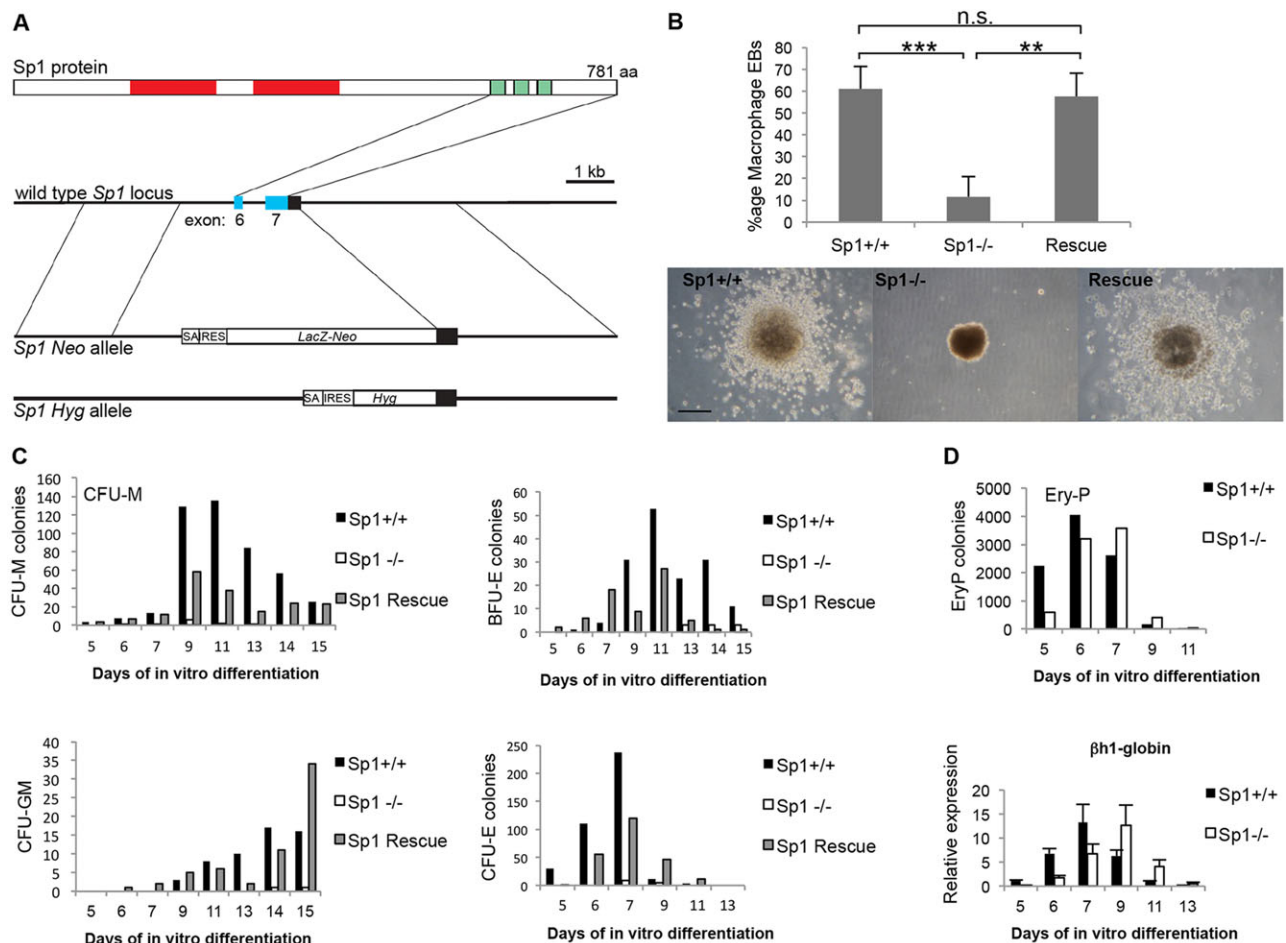 A
Sp1 protein
781 aa
1 kb
wild type Sp1 locus
exon: 6 7
SA IRES LacZ-Neo
Sp1 Neo allele
SA IRES Hyg
Sp1 Hyg allele
B
n.s.
*** **
%age Macrophage EBs
80
70
60
50
40
30
20
10
0
Sp1+/+ Sp1-/- Rescue
Sp1+/+ Sp1-/- Rescue
C
CFU-M
CFU-M colonies
160
140
120
100
80
60
40
20
0
5 6 7 9 11 13 14 15
Days of in vitro differentiation
Sp1+/+
Sp1 -/-
Sp1 Rescue
BFU-E colonies
60
50
40
30
20
10
0
5 6 7 9 11 13 14 15
Days of in vitro differentiation
Sp1+/+
Sp1 -/-
Sp1 Rescue
CFU-GM
40
35
30
25
20
15
10
5
0
5 6 7 9 11 13 14 15
Days of in vitro differentiation
Sp1+/+
Sp1 -/-
Sp1 Rescue
CFU-E colonies
250
200
150
100
50
0
5 6 7 9 11 13
Days of in vitro differentiation
Sp1+/+
Sp1 -/-
Sp1 Rescue
D
Ery-P
EryP colonies
5000
4000
3000
2000
1000
0
5 6 7 9 11
Days of in vitro differentiation
Sp1+/+
Sp1-/-
βh1-globin
Relative expression
20
15
10
5
0
5 6 7 9 11 13
Days of in vitro differentiation
Sp1+/+
Sp1-/-